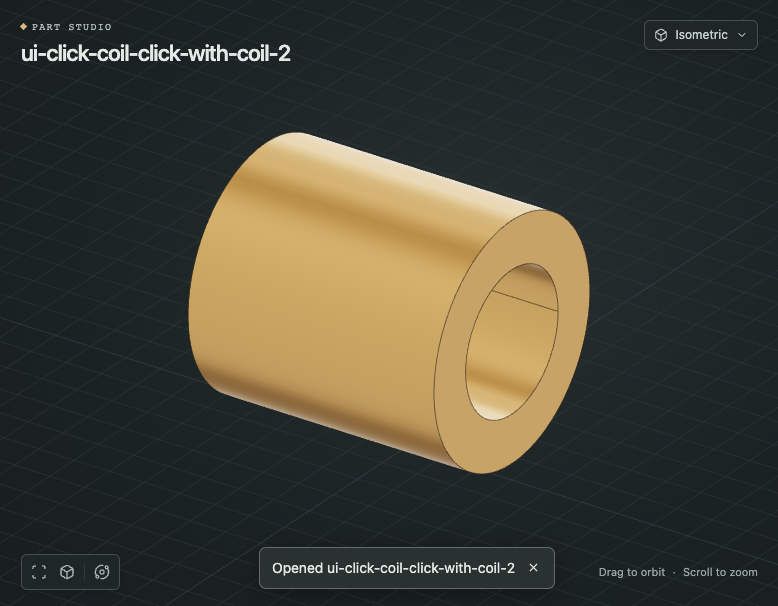 PART STUDIO
ui-click-coil-click-with-coil-2
Isometric
Opened ui-click-coil-click-with-coil-2
Drag to orbit · Scroll to zoom